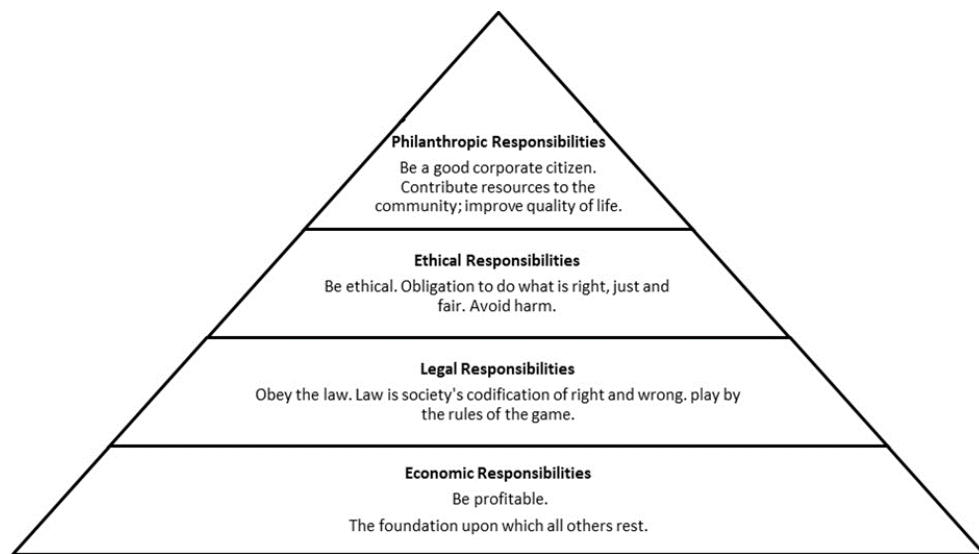 Philanthropic Responsibilities
Be a good corporate citizen.
Contribute resources to the
community; improve quality of life.
Ethical Responsibilities
Be ethical. Obligation to do what is right, just and
fair. Avoid harm.
Legal Responsibilities
Obey the law. Law is society's codification of right and wrong. play by
the rules of the game.
Economic Responsibilities
Be profitable.
The foundation upon which all others rest.